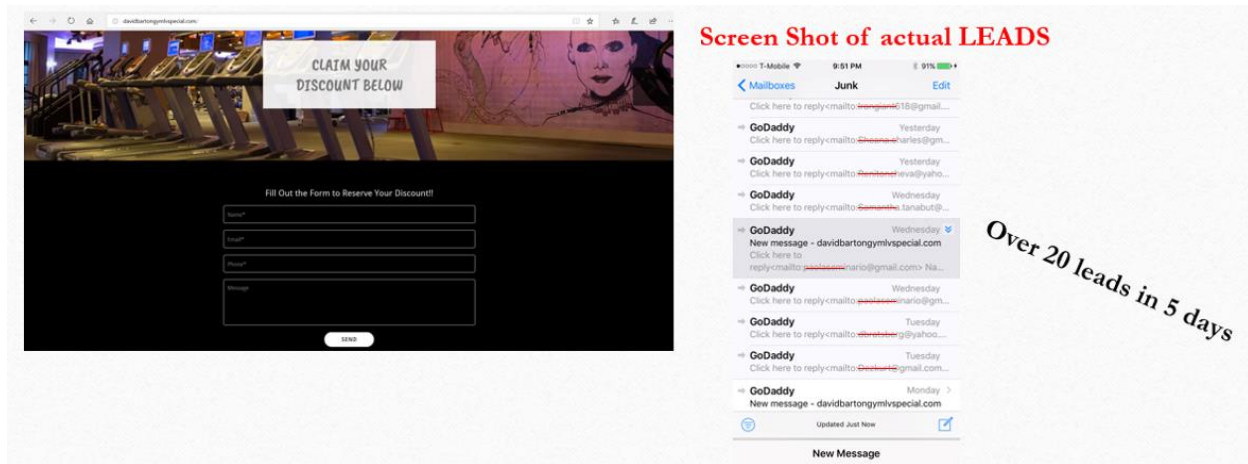 davidbartongymlvspecial.com/
CLAIM YOUR
DISCOUNT BELOW
Fill Out the Form to Reserve Your Discount!!
Name*
Email*
Phone*
Message
SEND
Screen Shot of actual LEADS
T-Mobile 9:51 PM 91%
Mailboxes Junk Edit
Click here to reply<mailto: 618@gmail....
GoDaddy Yesterday
Click here to reply<mailto: harles@gm...
GoDaddy Yesterday
Click here to reply<mailto: heva@yaho...
GoDaddy Wednesday
Click here to reply<mailto: .tanabut@...
GoDaddy Wednesday
New message - davidbartongymlvspecial.com
Click here to
reply<mailto: inario@gmail.com> Na...
GoDaddy Wednesday
Click here to reply<mailto: inario@gm...
GoDaddy Tuesday
Click here to reply<mailto: g@yahoo....
GoDaddy Tuesday
Click here to reply<mailto: gmail.com...
GoDaddy Monday
New message - davidbartongymlvspecial.com
Updated Just Now
New Message
Over 20 leads in 5 days